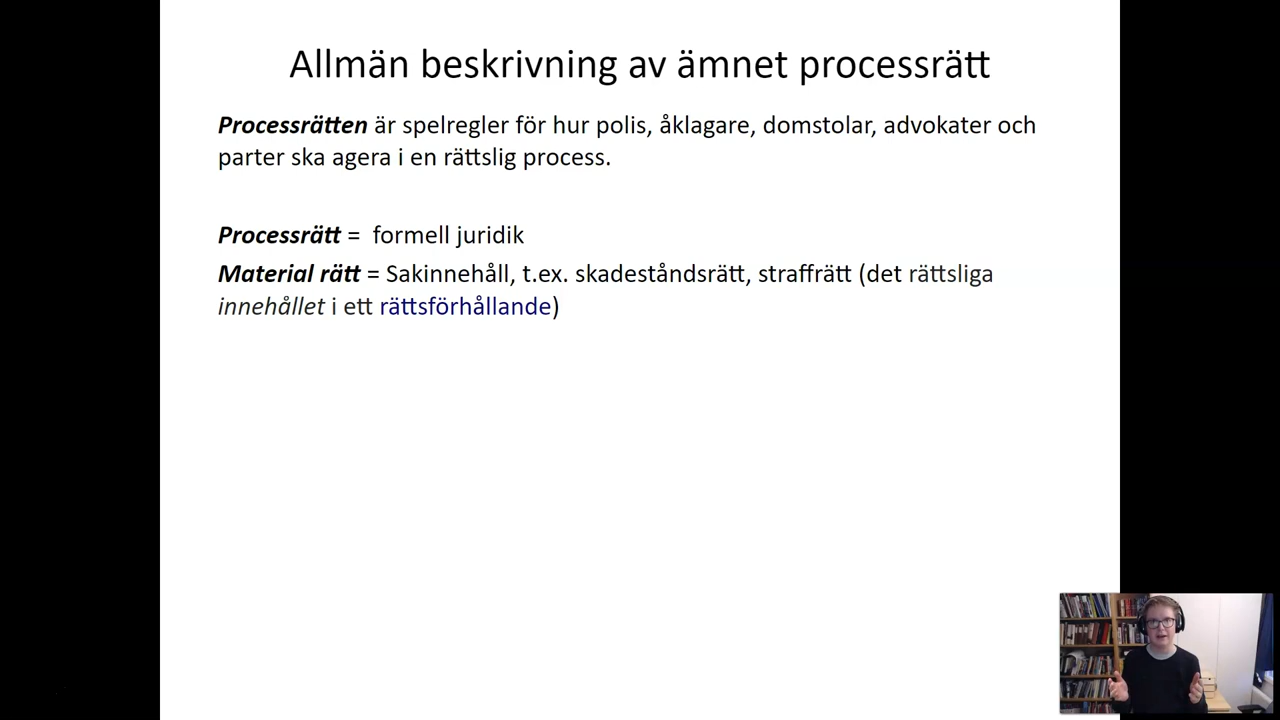 Allmän beskrivning av ämnet processrätt
Processrätten är spelregler för hur polis, åklagare, domstolar, advokater och
parter ska agera i en rättslig process.
Processrätt = formell juridik
Material rätt = Sakinnehåll, t.ex. skadeståndsrätt, straffrätt (det rättsliga
innehållet i ett rättsförhållande)